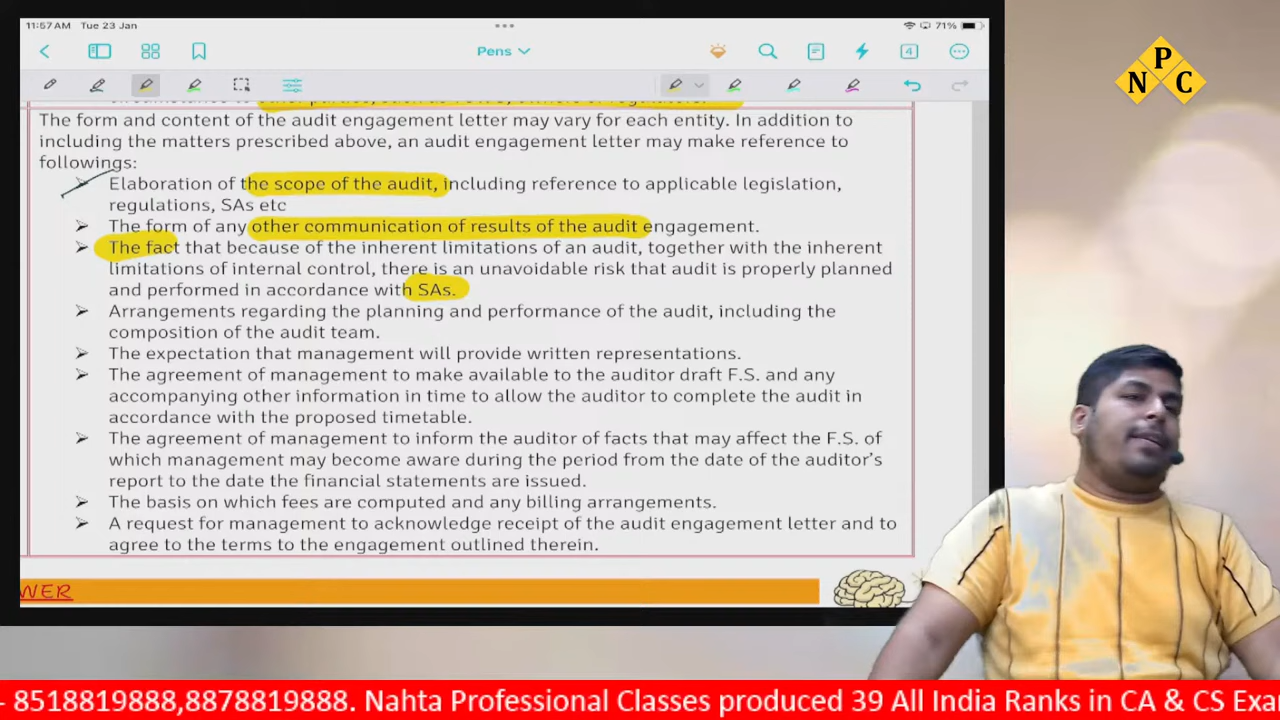 11:57 AM Tue 23 Jan
71%
Pens
4
P
N C
The form and content of the audit engagement letter may vary for each entity. In addition to
including the matters prescribed above, an audit engagement letter may make reference to
followings:
Elaboration of the scope of the audit, including reference to applicable legislation,
regulations, SAs etc
The form of any other communication of results of the audit engagement.
The fact that because of the inherent limitations of an audit, together with the inherent
limitations of internal control, there is an unavoidable risk that audit is properly planned
and performed in accordance with SAs.
Arrangements regarding the planning and performance of the audit, including the
composition of the audit team.
The expectation that management will provide written representations.
The agreement of management to make available to the auditor draft F.S. and any
accompanying other information in time to allow the auditor to complete the audit in
accordance with the proposed timetable.
The agreement of management to inform the auditor of facts that may affect the F.S. of
which management may become aware during the period from the date of the auditor's
report to the date the financial statements are issued.
The basis on which fees are computed and any billing arrangements.
A request for management to acknowledge receipt of the audit engagement letter and to
agree to the terms to the engagement outlined therein.
WER
- 8518819888,8878819888. Nahta Professional Classes produced 39 All India Ranks in CA & CS Exa